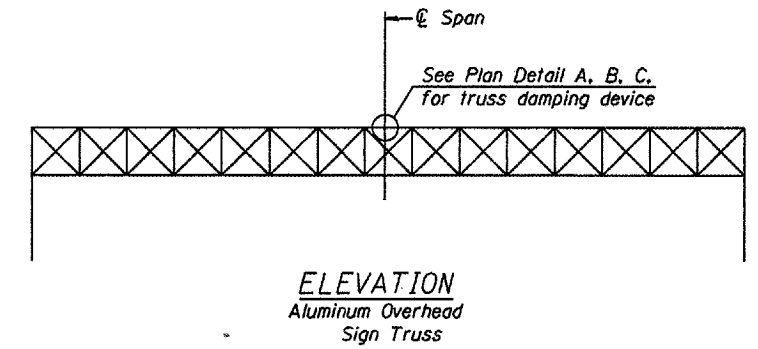 ℄ Span
See Plan Detail A, B, C,
for truss damping device
ELEVATION
Aluminum Overhead
Sign Truss